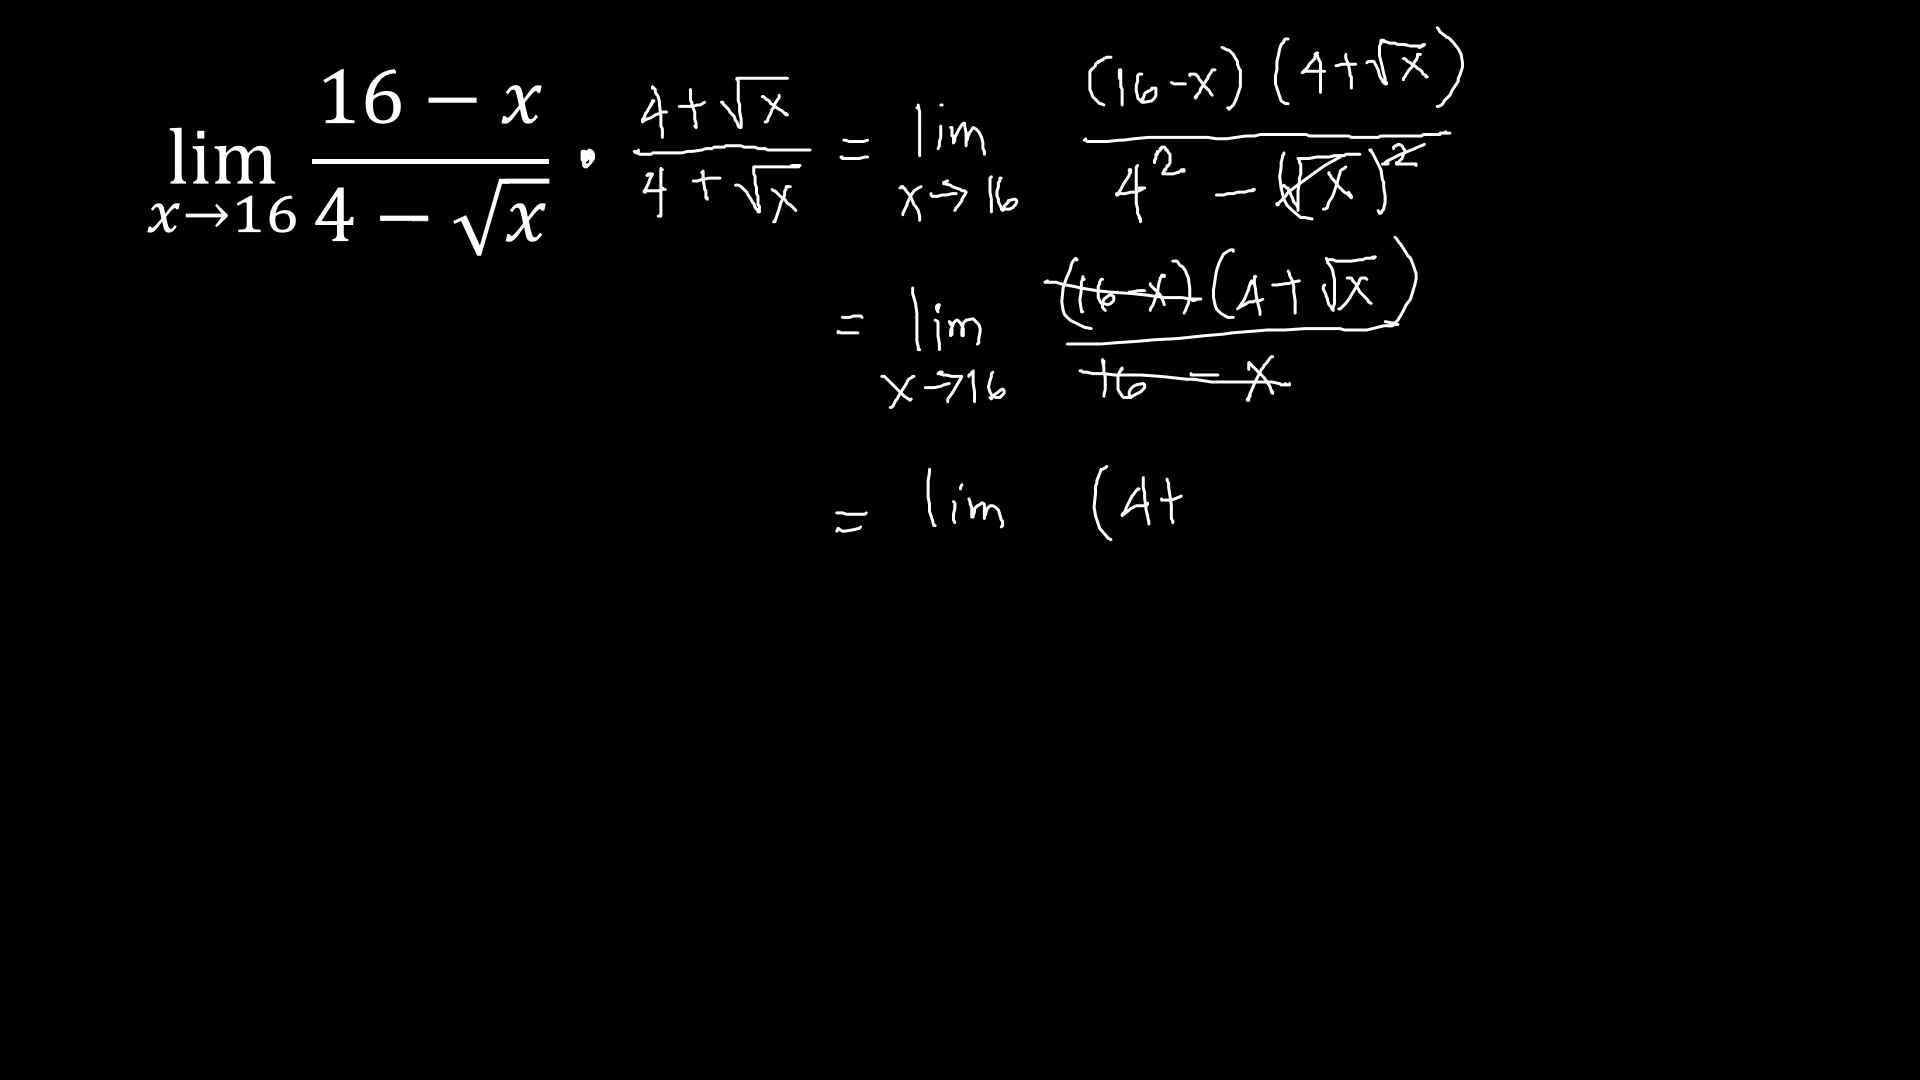 lim x→16 (16 − x)/(4 − √x) · (4 + √x)/(4 + √x) = lim x→16 (16 − x)(4 + √x)/(4² − (√x)²)
= lim x→16 (16 − x)(4 + √x)/(16 − x)
= lim (4+